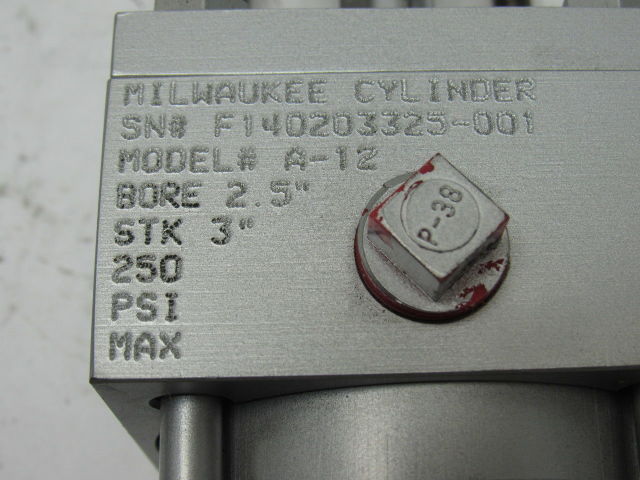 MILWAUKEE CYLINDER
SN# F140203325-001
MODEL# A-12
BORE 2.5"
STK 3"
250
PSI
MAX
P-38